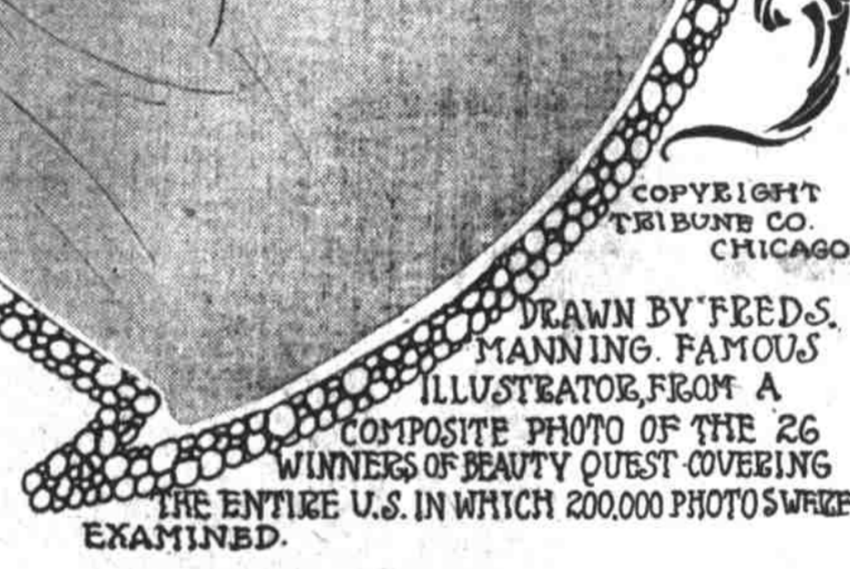 COPYRIGHT
TRIBUNE CO.
CHICAGO
DRAWN BY FRED S.
MANNING. FAMOUS
ILLUSTRATOR, FROM A
COMPOSITE PHOTO OF THE 26
WINNERS OF BEAUTY QUEST COVERING
THE ENTIRE U.S. IN WHICH 200.000 PHOTOS WERE
EXAMINED.